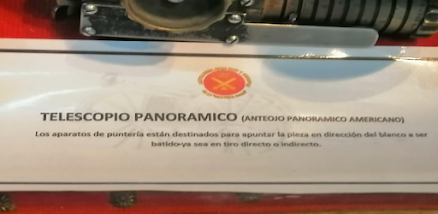 TELESCOPIO PANORAMICO (ANTEOJO PANORAMICO AMERICANO)
Los aparatos de puntería están destinados para apuntar la pieza en dirección del blanco a ser
batido-ya sea en tiro directo o indirecto.